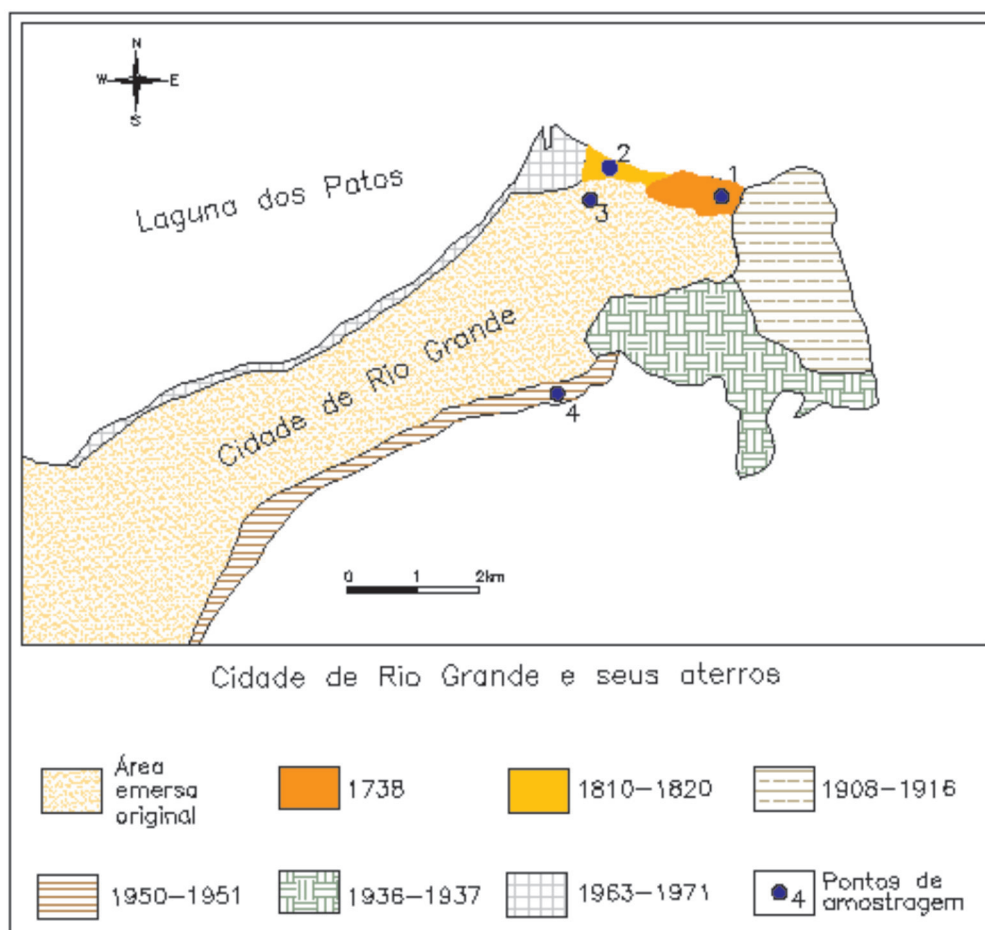 N
W E
S
Laguna dos Patos
2
1
3
Cidade de Rio Grande
4
0 1 2km
Cidade de Rio Grande e seus aterros
Área
emersa
original
1738
1810-1820
1908-1916
1950-1951
1936-1937
1963-1971
4
Pontos de
amostragem